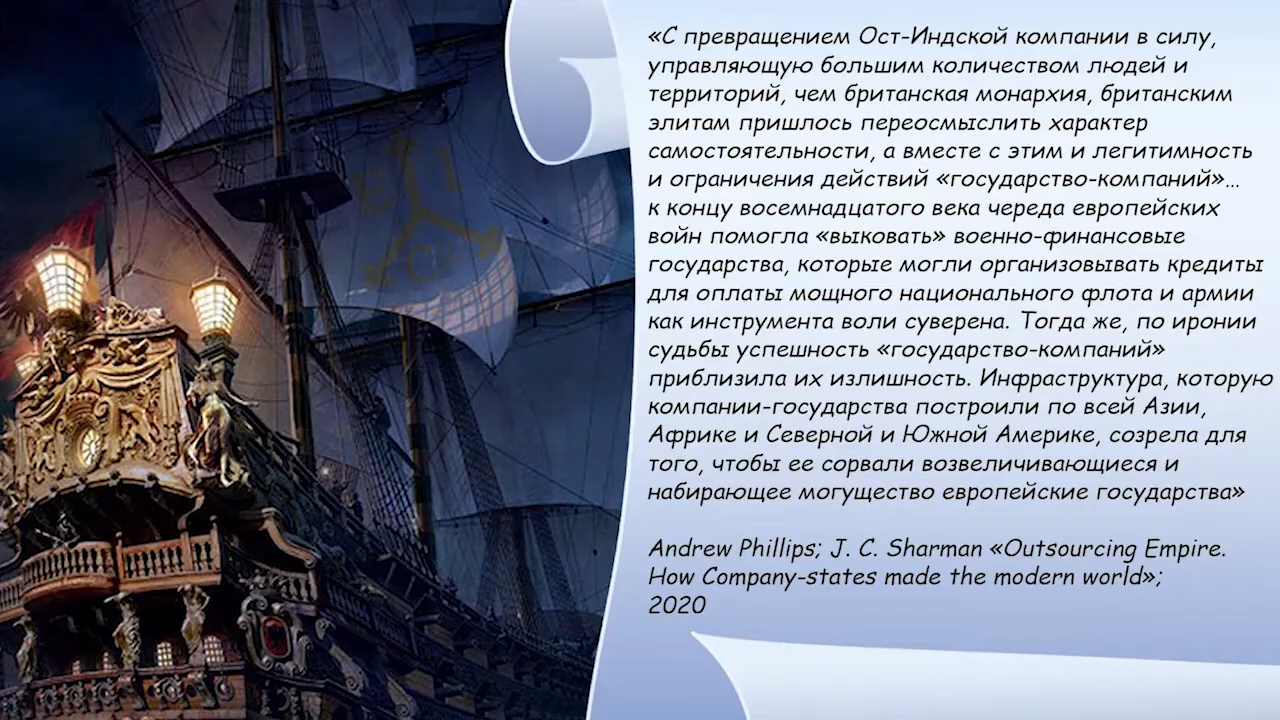 «С превращением Ост-Индской компании в силу,
управляющую большим количеством людей и
территорий, чем британская монархия, британским
элитам пришлось переосмыслить характер
самостоятельности, а вместе с этим и легитимность
и ограничения действий «государство-компаний»...
к концу восемнадцатого века череда европейских
войн помогла «выковать» военно-финансовые
государства, которые могли организовывать кредиты
для оплаты мощного национального флота и армии
как инструмента воли суверена. Тогда же, по иронии
судьбы успешность «государство-компаний»
приблизила их излишность. Инфраструктура, которую
компании-государства построили по всей Азии,
Африке и Северной и Южной Америке, созрела для
того, чтобы ее сорвали возвеличивающиеся и
набирающее могущество европейские государства»
Andrew Phillips; J. C. Sharman «Outsourcing Empire.
How Company-states made the modern world»;
2020
E I
C